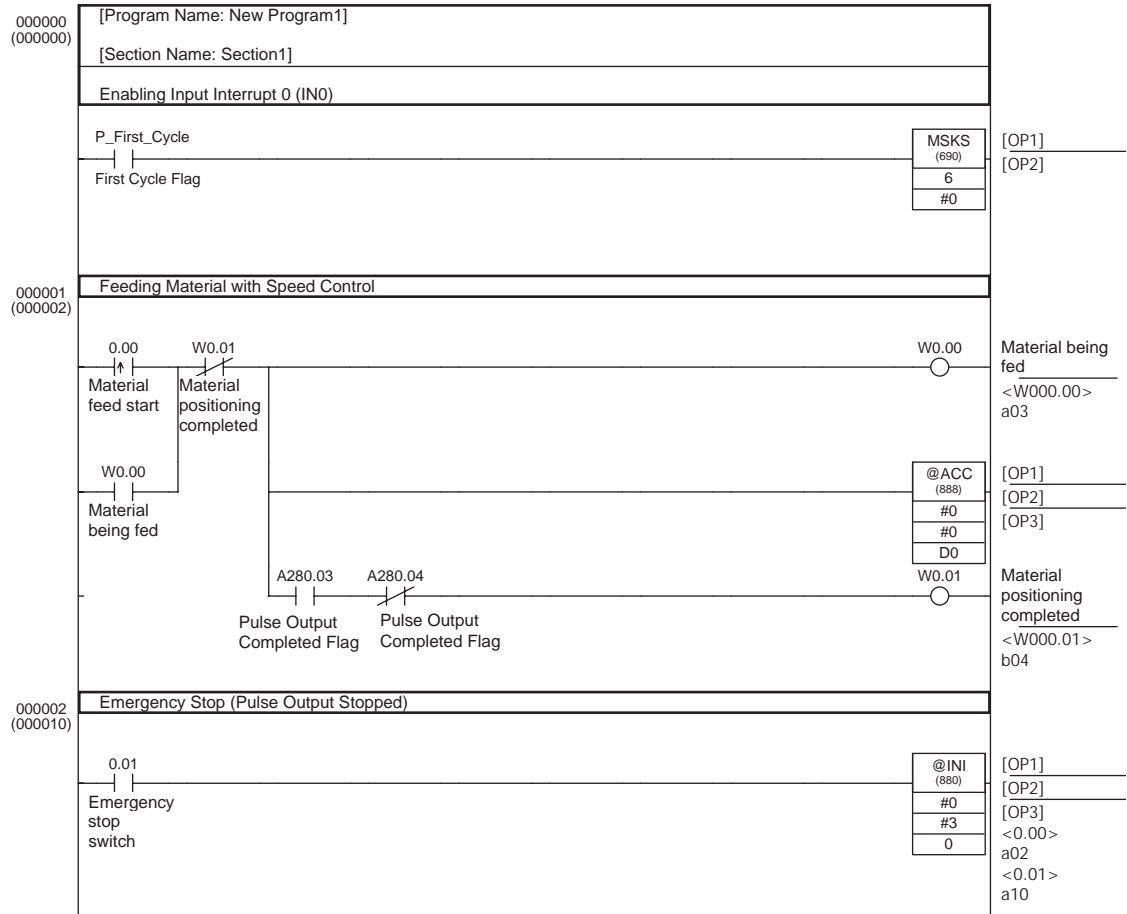 000000
(000000)
[Program Name: New Program1]
[Section Name: Section1]
Enabling Input Interrupt 0 (IN0)
P_First_Cycle
First Cycle Flag
MSKS
(690)
6
#0
[OP1]
[OP2]
000001
(000002)
Feeding Material with Speed Control
0.00
Material
feed start
W0.01
Material
positioning
completed
W0.00
Material being
fed
<W000.00>
a03
W0.00
Material
being fed
@ACC
(888)
#0
#0
D0
[OP1]
[OP2]
[OP3]
A280.03
Pulse Output
Completed Flag
A280.04
Pulse Output
Completed Flag
W0.01
Material
positioning
completed
<W000.01>
b04
000002
(000010)
Emergency Stop (Pulse Output Stopped)
0.01
Emergency
stop
switch
@INI
(880)
#0
#3
0
[OP1]
[OP2]
[OP3]
<0.00>
a02
<0.01>
a10